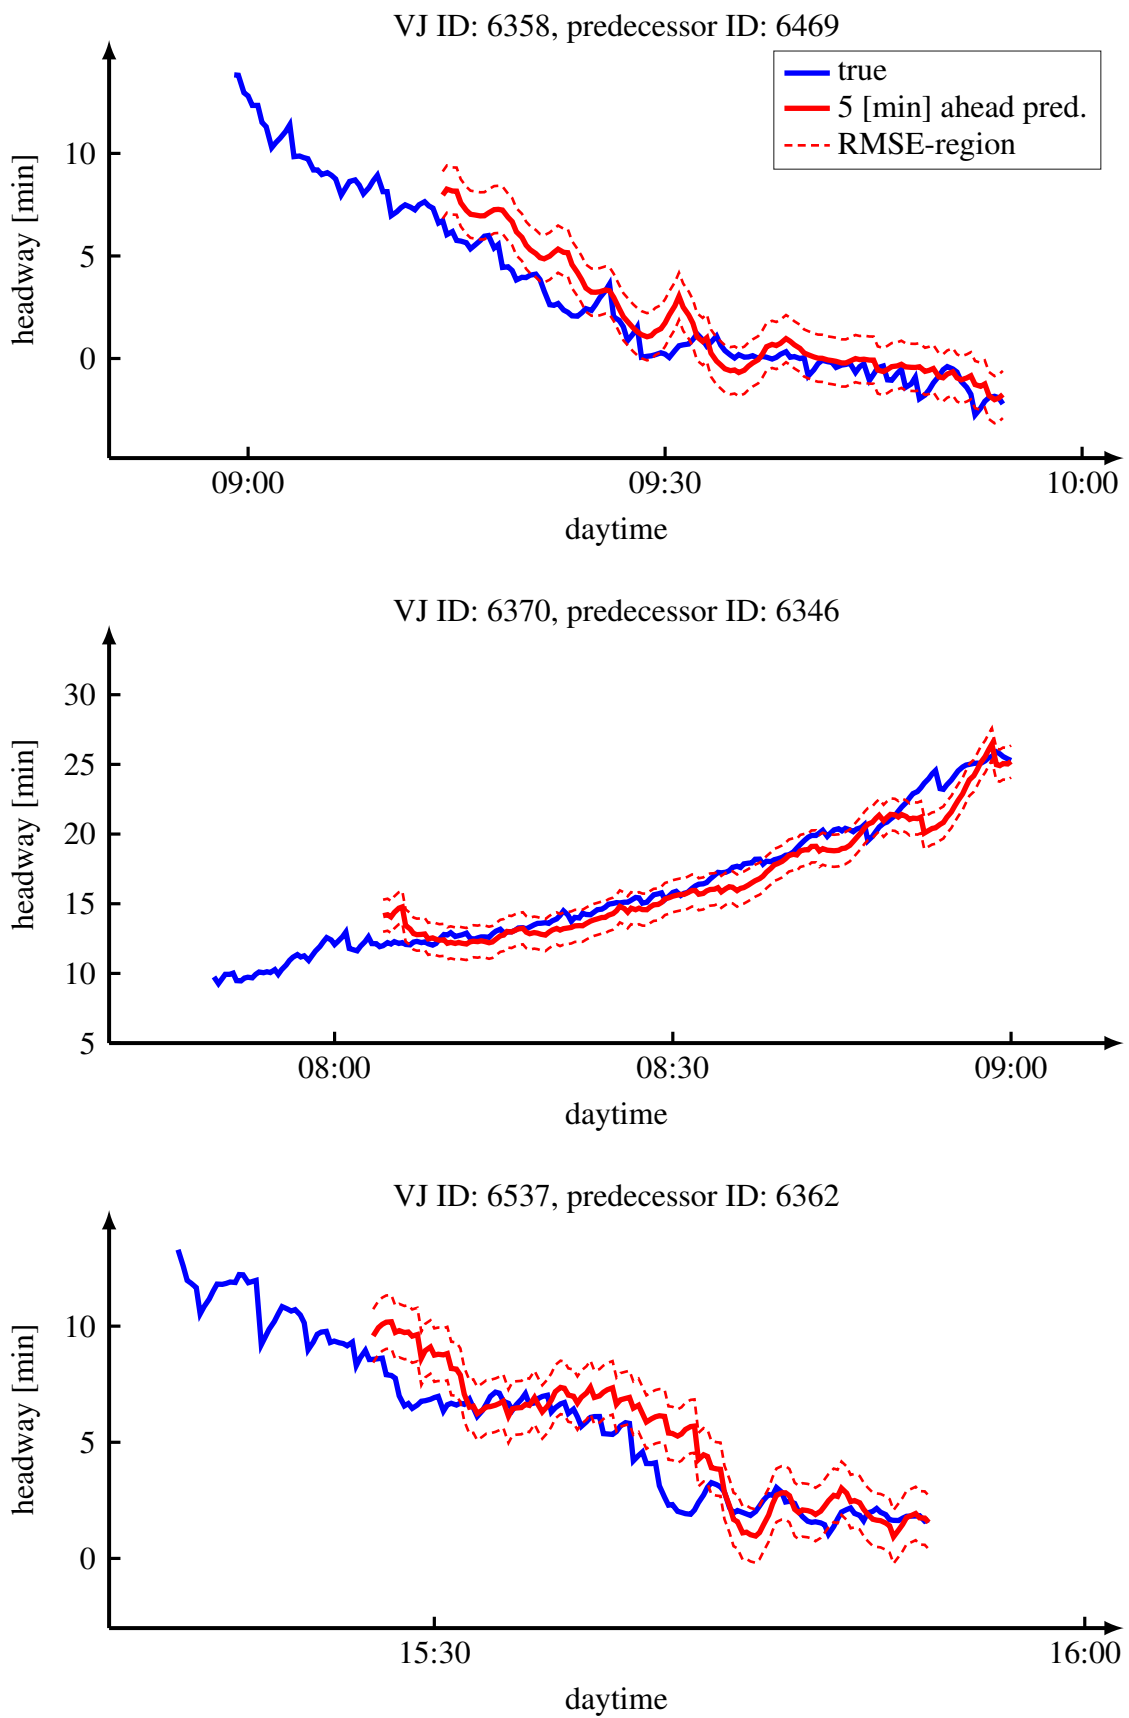 VJ ID: 6358, predecessor ID: 6469
true
5 [min] ahead pred.
RMSE-region
headway [min]
10
5
0
09:00
09:30
10:00
daytime
VJ ID: 6370, predecessor ID: 6346
headway [min]
30
25
20
15
10
5
08:00
08:30
09:00
daytime
VJ ID: 6537, predecessor ID: 6362
headway [min]
10
5
0
15:30
16:00
daytime